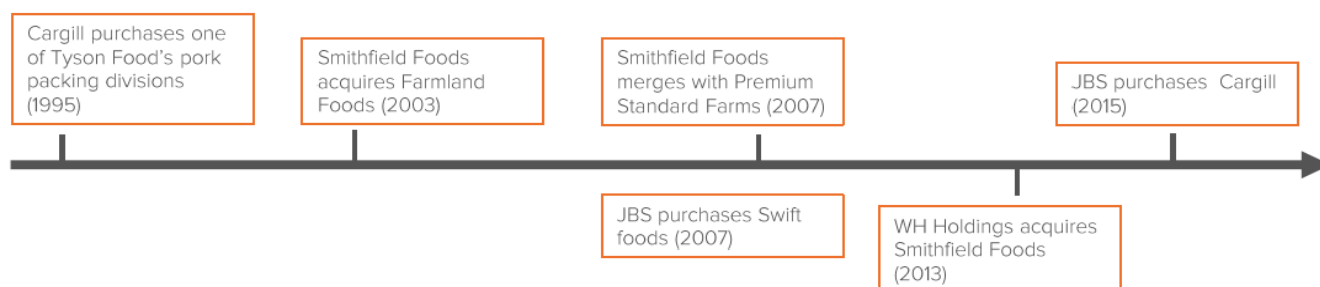 Cargill purchases one
of Tyson Food's pork
packing divisions
(1995)
Smithfield Foods
acquires Farmland
Foods (2003)
Smithfield Foods
merges with Premium
Standard Farms (2007)
JBS purchases Cargill
(2015)
JBS purchases Swift
foods (2007)
WH Holdings acquires
Smithfield Foods
(2013)